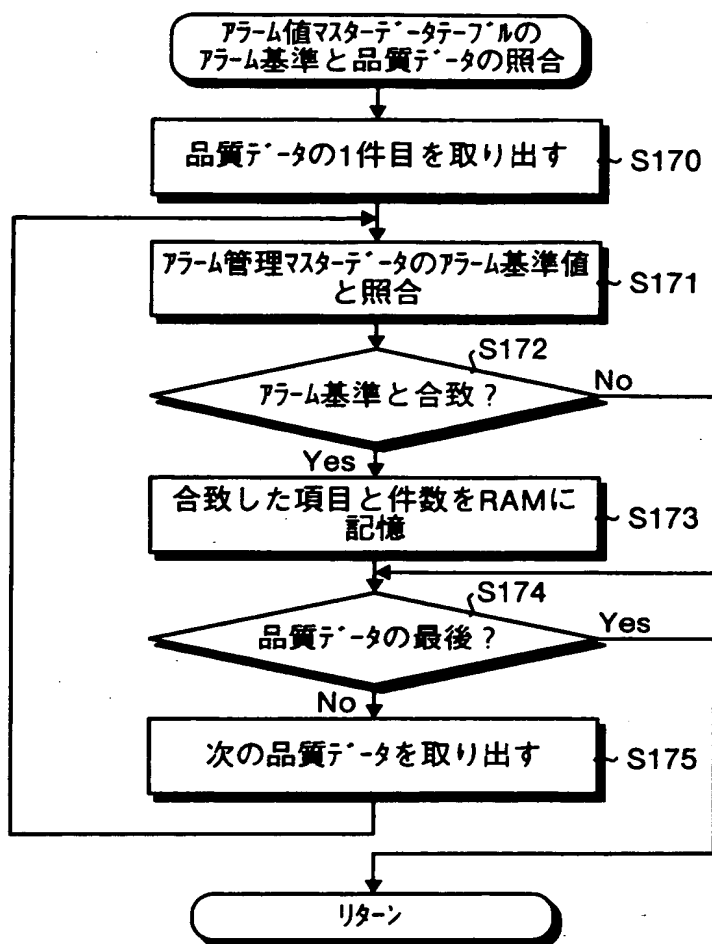 アラーム値マスターデータテーブルの
アラーム基準と品質データの照合
品質データの1件目を取り出す
S170
アラーム管理マスターデータのアラーム基準値
と照合
S171
S172
アラーム基準と合致？
No
Yes
合致した項目と件数をRAMに
記憶
S173
S174
品質データの最後？
Yes
No
次の品質データを取り出す
S175
リターン